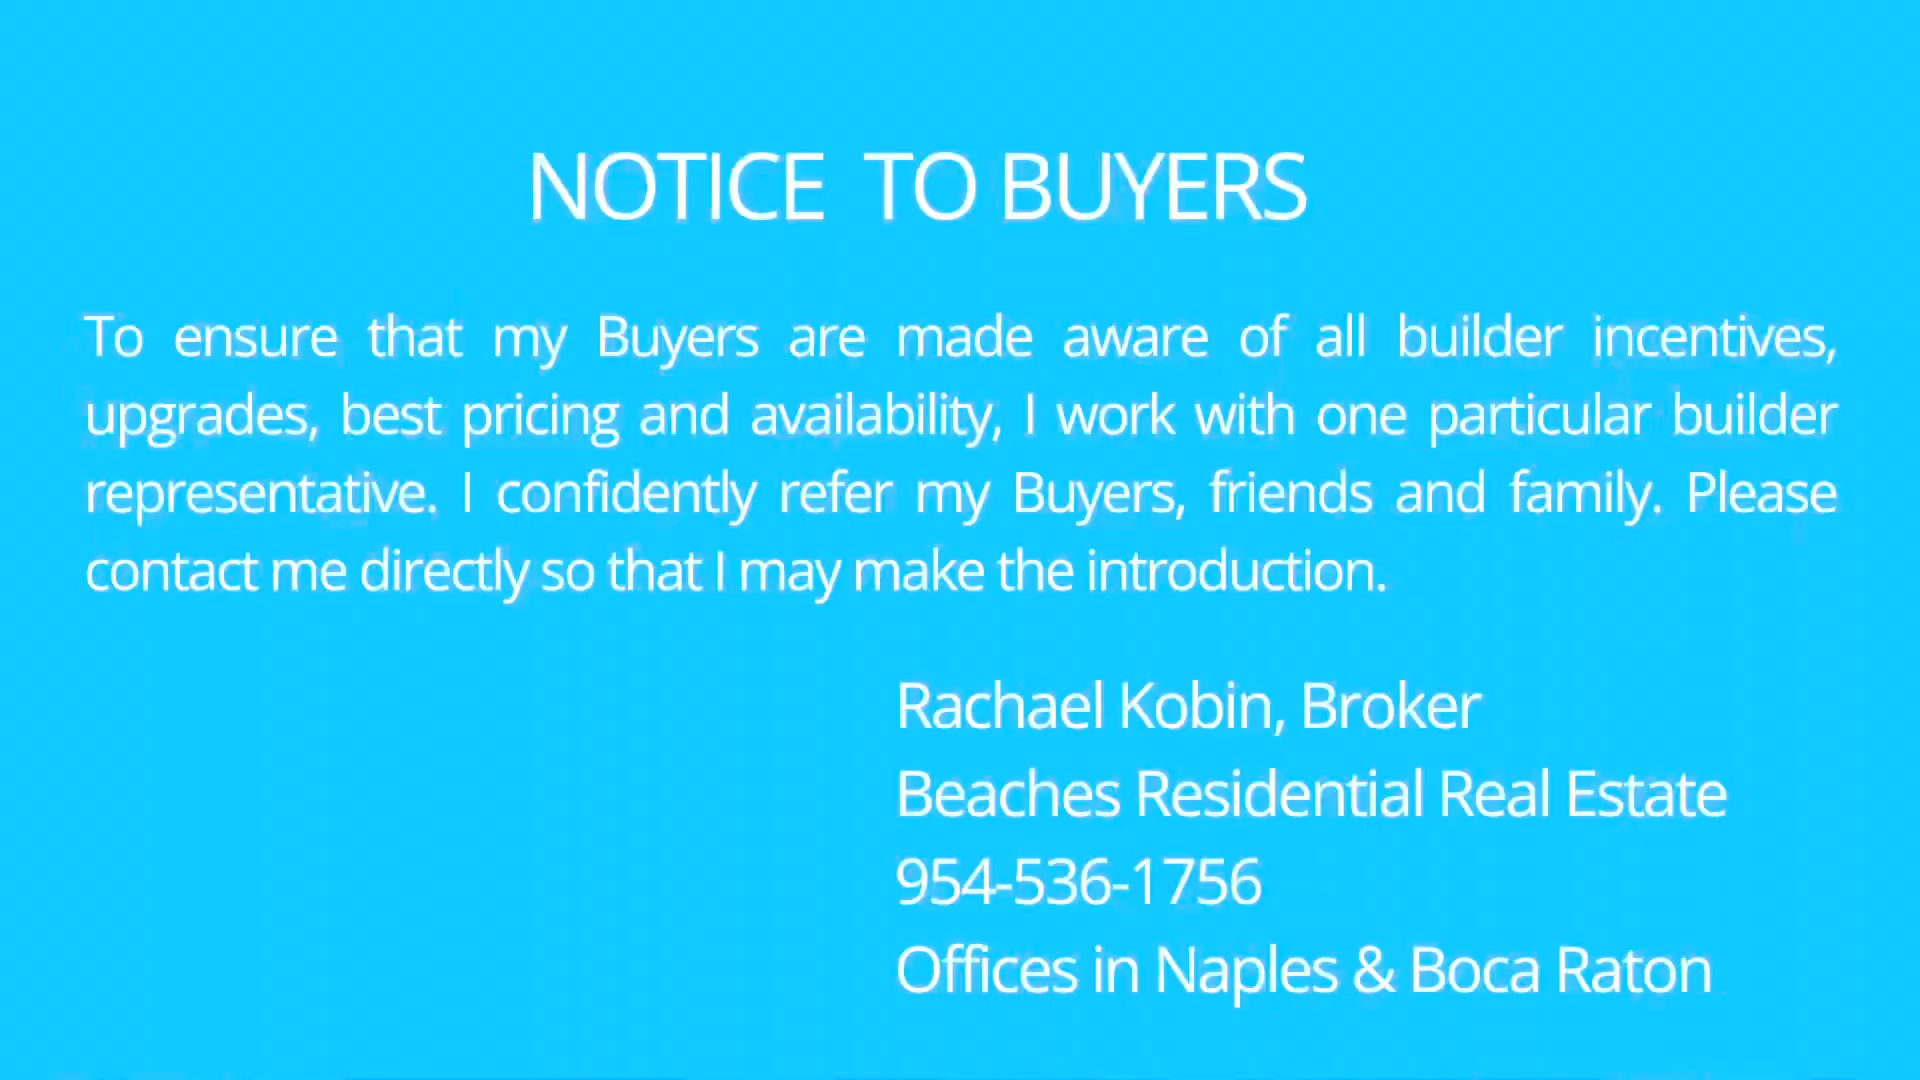 NOTICE TO BUYERS
To ensure that my Buyers are made aware of all builder incentives,
upgrades, best pricing and availability, I work with one particular builder
representative. I confidently refer my Buyers, friends and family. Please
contact me directly so that I may make the introduction.
Rachael Kobin, Broker
Beaches Residential Real Estate
954-536-1756
Offices in Naples & Boca Raton